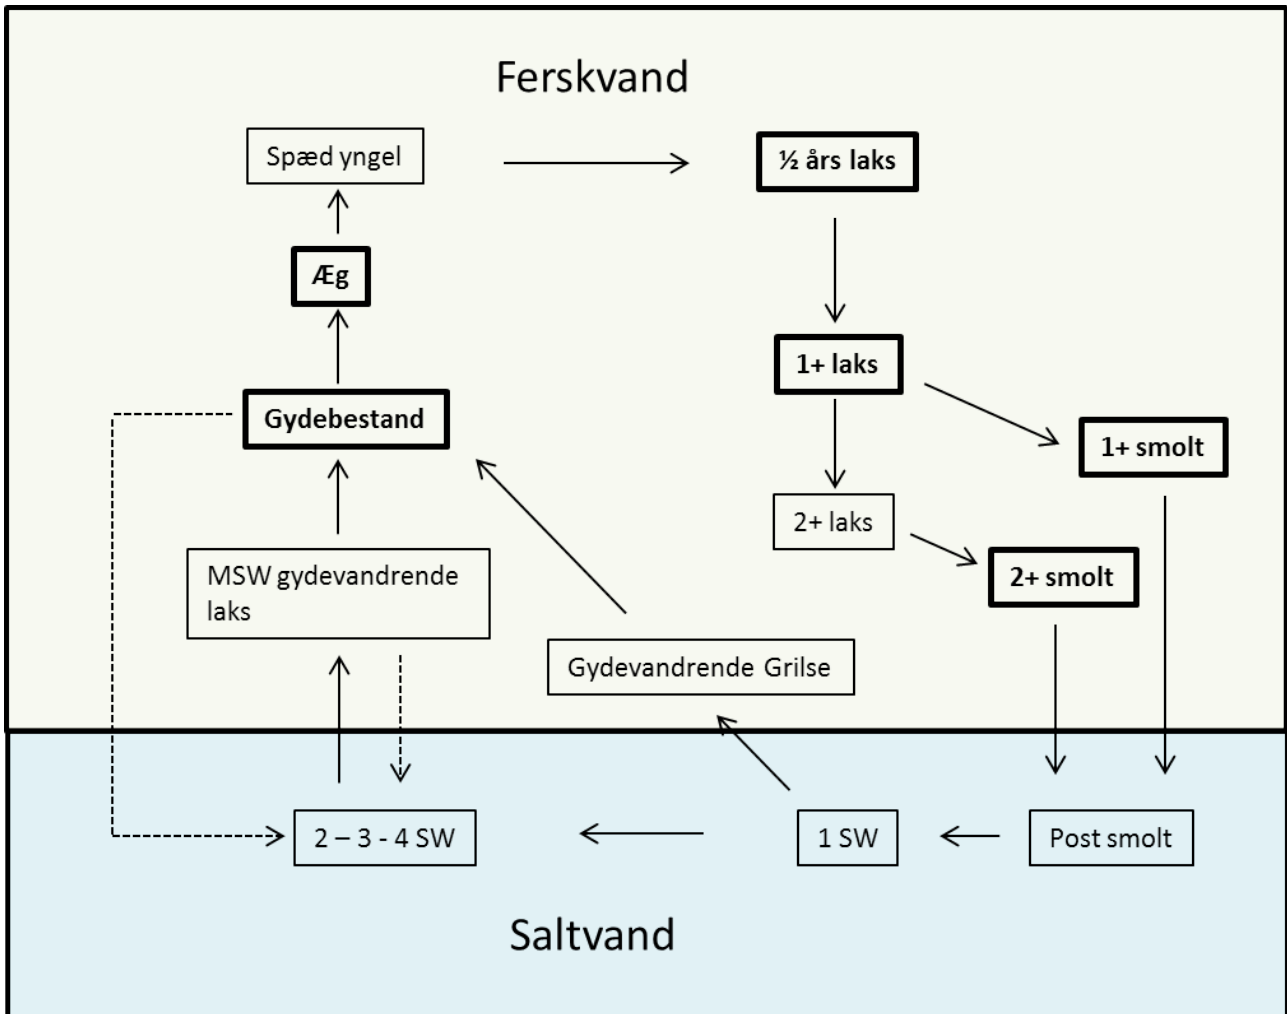 Ferskvand
Spæd yngel
½ års laks
Æg
1+ laks
Gydebestand
1+ smolt
2+ laks
MSW gydevandrende
laks
2+ smolt
Gydevandrende Grilse
2 – 3 - 4 SW
1 SW
Post smolt
Saltvand